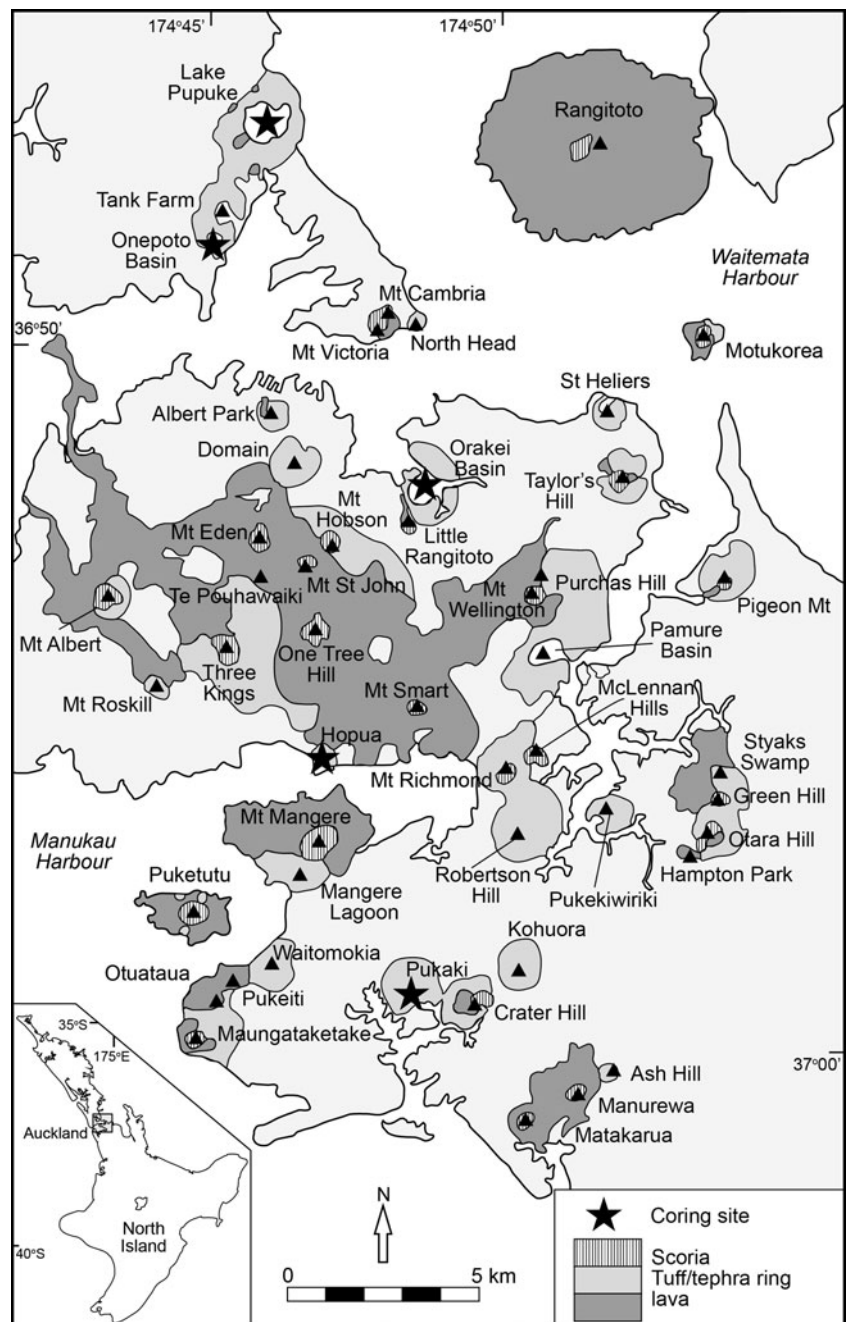 174°45'
174°50'
Lake
Pupuke
Rangitoto
Tank Farm
Onepoto
Basin
Waitemata
Harbour
Mt Cambria
36°50'
Mt Victoria
North Head
Motukorea
St Heliers
Albert Park
Domain
Orakei
Basin
Taylor's
Hill
Mt
Hobson
Mt Eden
Little
Rangitoto
Mt St John
Te Pouhawaiki
Mt
Wellington
Purchas Hill
Pigeon Mt
Mt Albert
Pamure
Basin
Three
Kings
One Tree
Hill
Mt Roskill
McLennan
Hills
Mt Smart
Hopua
Mt Richmond
Styaks
Swamp
Green Hill
Mt Mangere
Manukau
Harbour
Otara Hill
Robertson
Hill
Hampton Park
Pukekiwiriki
Mangere
Lagoon
Puketutu
Kohuora
Waitomokia
Otuataua
Pukaki
Pukeiti
Crater Hill
Maungataketake
37°00'
Ash Hill
Manurewa
Matakarua
35°S
175°E
Auckland
North
Island
40°S
N
0 5 km
Coring site
Scoria
Tuff/tephra ring
lava